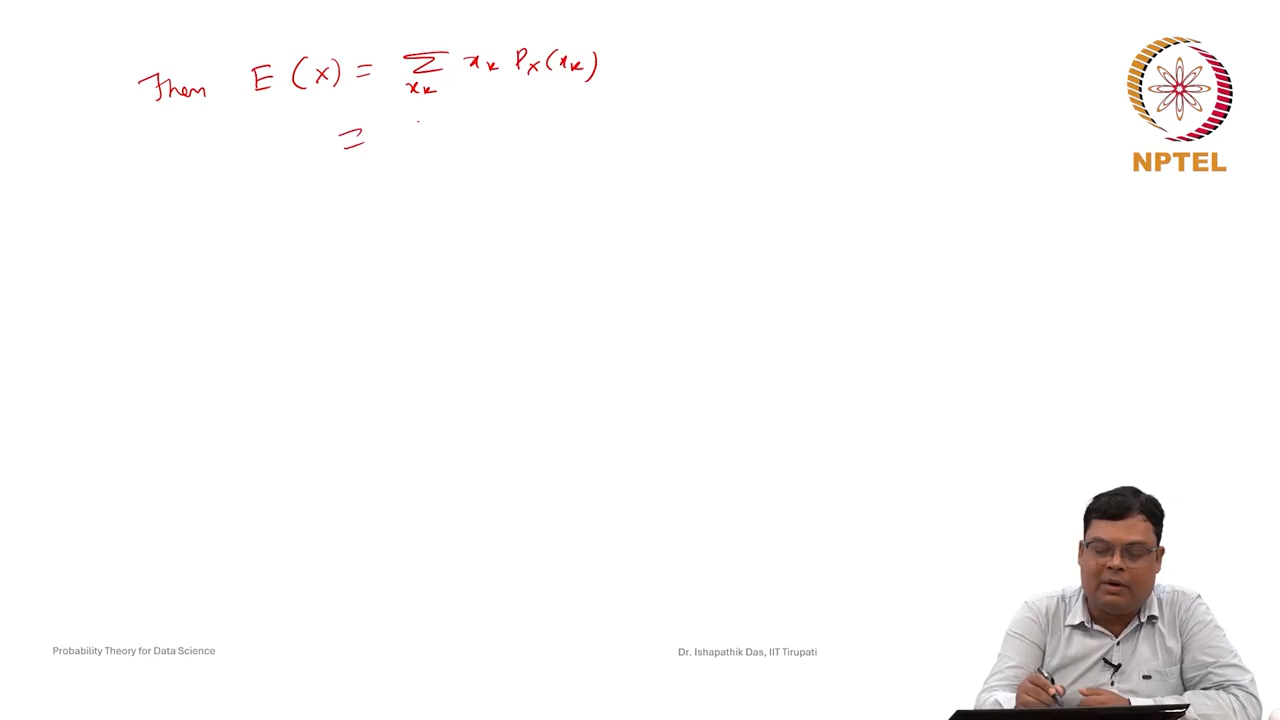 Then E (X) = Σ_{x_k} x_k P_X(x_k)
=
NPTEL
Probability Theory for Data Science
Dr. Ishapathik Das, IIT Tirupati